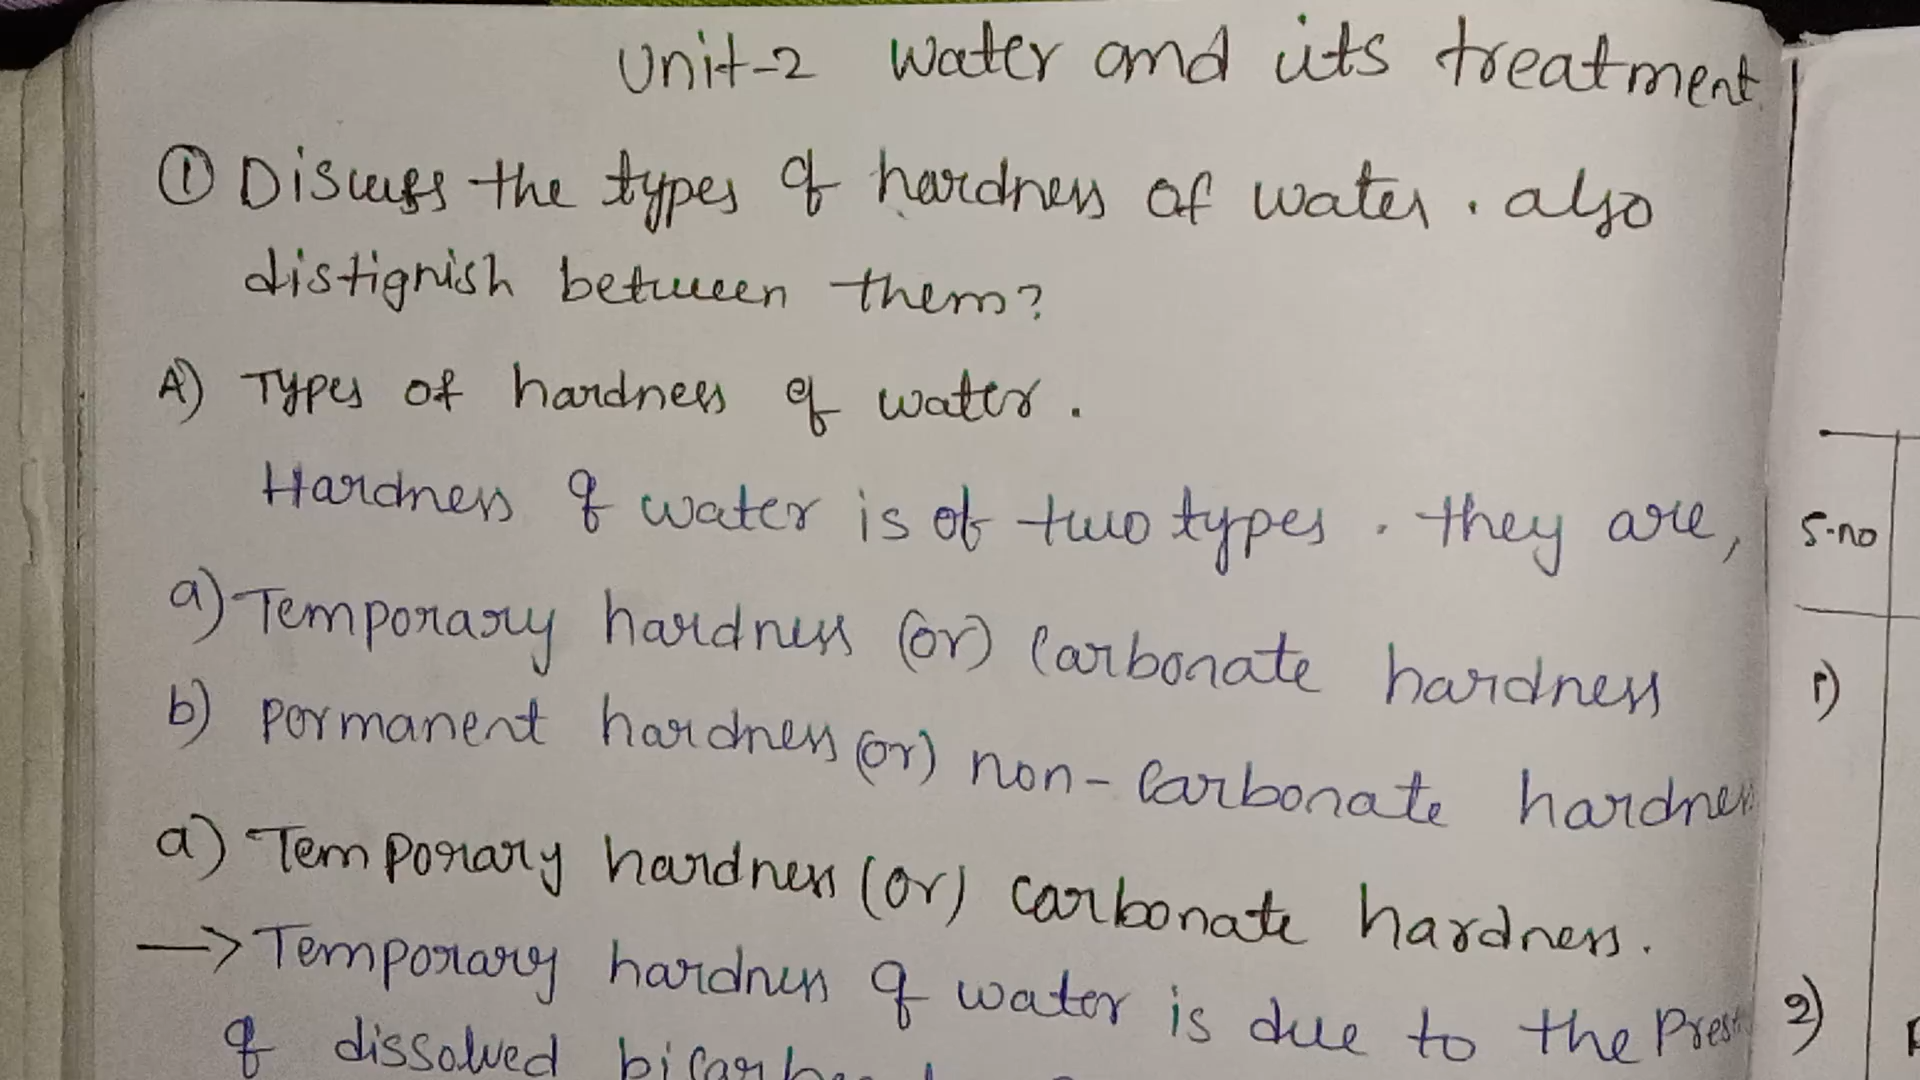 Unit-2 Water and its treatment
① Discuss the types of hardness of water. also
distignish between them?
A) Types of hardness of water.
Hardness of water is of two types. they are,
a) Temporary hardness (or) Carbonate hardness
b) pormanent hardness (or) non-Carbonate hardnes
a) Temporary hardness (or) carbonate hardness.
→ Temporary hardness of water is due to the
of dissolved
S.no
1)
2)